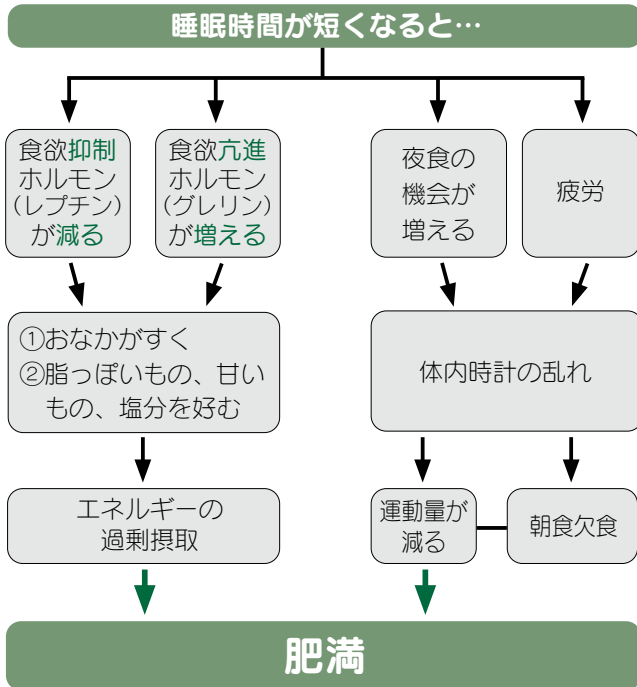 睡眠時間が短くなると…
食欲抑制
ホルモン
(レプチン)
が減る
食欲亢進
ホルモン
(グレリン)
が増える
夜食の
機会が
増える
疲労
①おなかがすく
②脂っぽいもの、甘い
もの、塩分を好む
体内時計の乱れ
エネルギーの
過剰摂取
運動量が
減る
朝食欠食
肥満